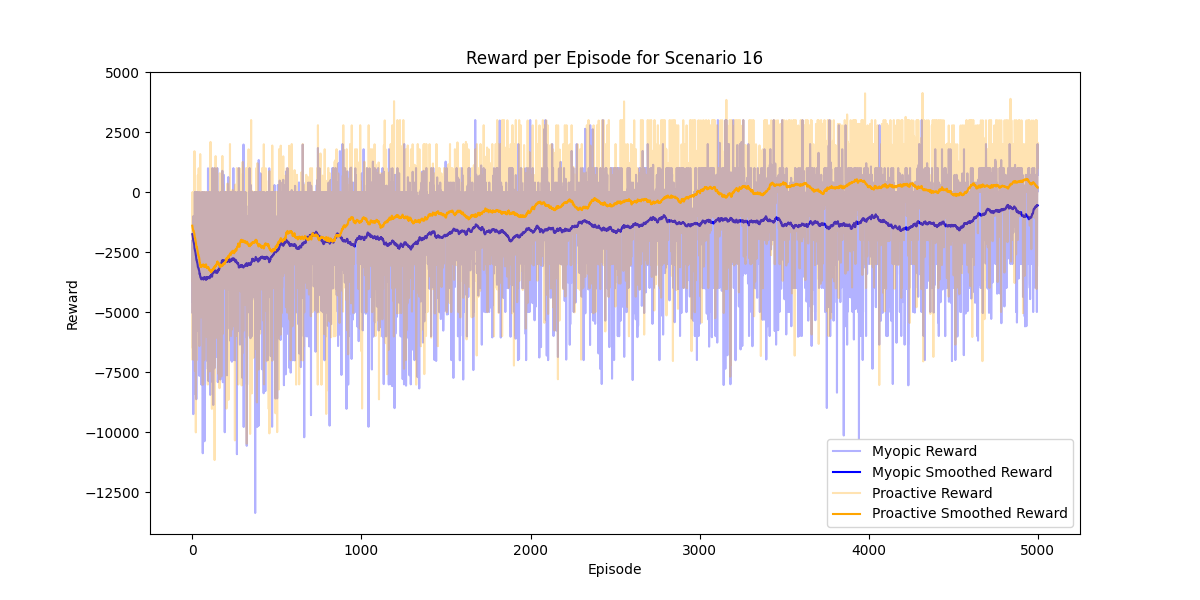 Reward per Episode for Scenario 16
Reward
5000
2500
0
−2500
−5000
−7500
−10000
−12500
0 1000 2000 3000 4000 5000
Episode
Myopic Reward
Myopic Smoothed Reward
Proactive Reward
Proactive Smoothed Reward